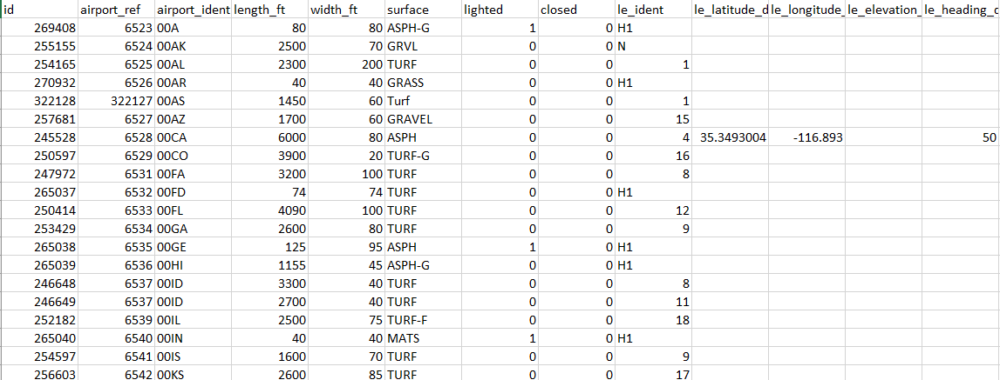 id airport_ref airport_ident length_ft width_ft surface lighted closed le_ident le_latitude_d le_longitude_ le_elevation_ le_heading_d
269408 6523 00A 80 80 ASPH-G 1 0 H1
255155 6524 00AK 2500 70 GRVL 0 0 N
254165 6525 00AL 2300 200 TURF 0 0 1
270932 6526 00AR 40 40 GRASS 0 0 H1
322128 322127 00AS 1450 60 Turf 0 0 1
257681 6527 00AZ 1700 60 GRAVEL 0 0 15
245528 6528 00CA 6000 80 ASPH 0 0 4 35.3493004 -116.893 50
250597 6529 00CO 3900 20 TURF-G 0 0 16
247972 6531 00FA 3200 100 TURF 0 0 8
265037 6532 00FD 74 74 TURF 0 0 H1
250414 6533 00FL 4090 100 TURF 0 0 12
253429 6534 00GA 2600 80 TURF 0 0 9
265038 6535 00GE 125 95 ASPH 1 0 H1
265039 6536 00HI 1155 45 ASPH-G 0 0 H1
246648 6537 00ID 3300 40 TURF 0 0 8
246649 6537 00ID 2700 40 TURF 0 0 11
252182 6539 00IL 2500 75 TURF-F 0 0 18
265040 6540 00IN 40 40 MATS 1 0 H1
254597 6541 00IS 1600 70 TURF 0 0 9
256603 6542 00KS 2600 85 TURF 0 0 17